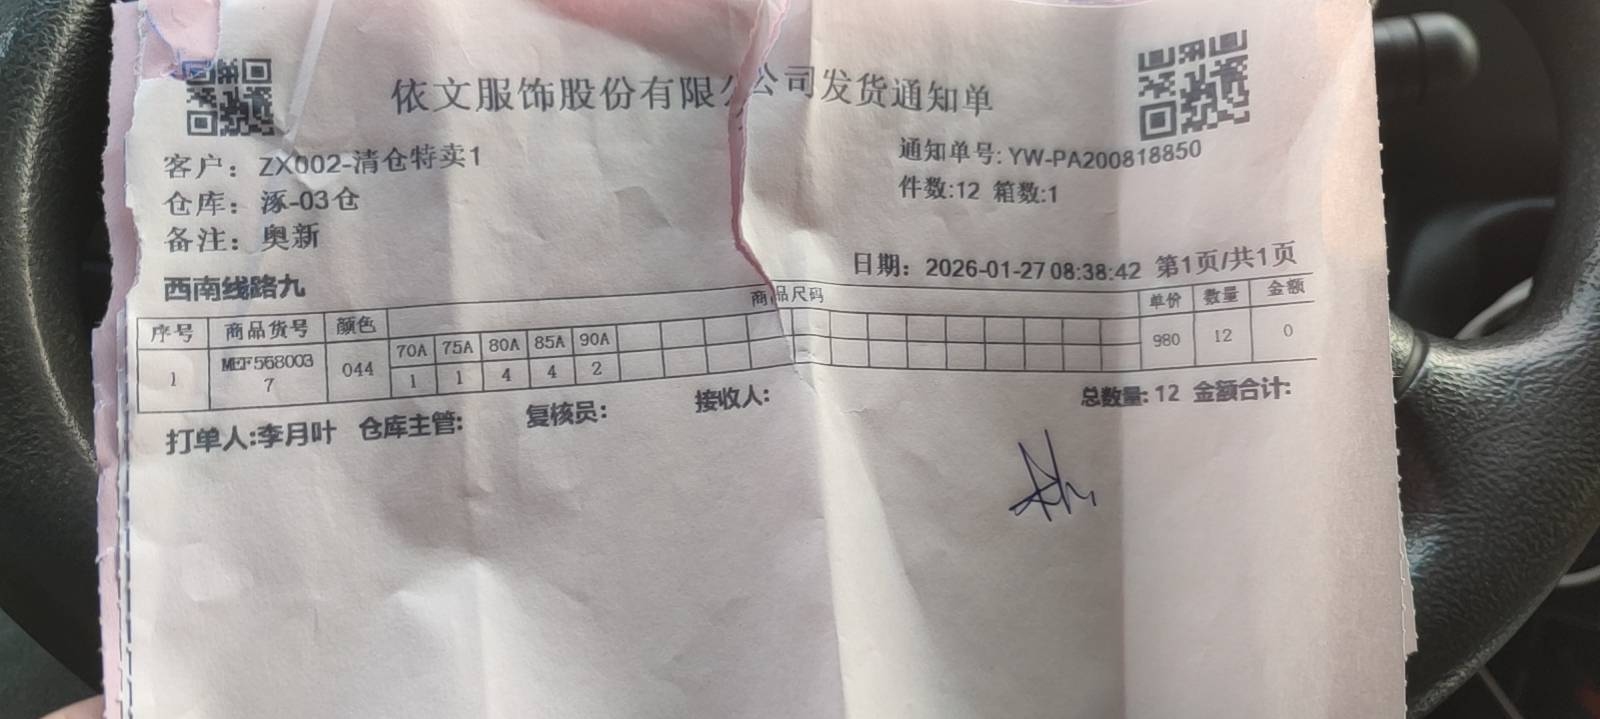 依文服饰股份有限公司发货通知单
客户：ZX002-清仓特卖1
通知单号：YW-PA200818850
仓库：涿-03仓
件数:12 箱数:1
备注：奥新
日期：2026-01-27 08:38:42 第1页/共1页
西南线路九
序号 商品货号 颜色 商品尺码 单价 数量 金额
70A 75A 80A 85A 90A
1 MEF5680037 044 1 1 4 4 2 980 12 0
总数量: 12 金额合计:
打单人:李月叶 仓库主管: 复核员: 接收人: